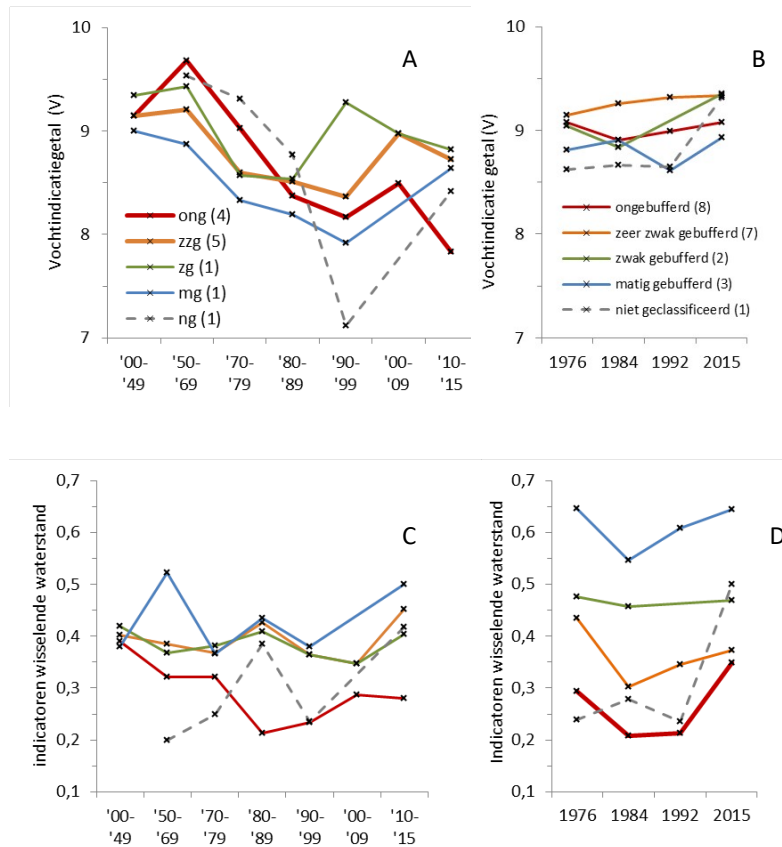 10
9
8
7
Vochtindicatiegetal (V)
A
ong (4)
zzg (5)
zg (1)
mg (1)
ng (1)
'00- '50- '70- '80- '90- '00- '10-
'49 '69 '79 '89 '99 '09 '15
10
9
8
7
Vochtindicatie getal (V)
B
ongebufferd (8)
zeer zwak gebufferd (7)
zwak gebufferd (2)
matig gebufferd (3)
niet geclassificeerd (1)
1976 1984 1992 2015
0,7
0,6
0,5
0,4
0,3
0,2
0,1
indicatoren wisselende waterstand
C
'00- '50- '70- '80- '90- '00- '10-
'49 '69 '79 '89 '99 '09 '15
0,7
0,6
0,5
0,4
0,3
0,2
0,1
Indicatoren wisselende waterstand
D
1976 1984 1992 2015